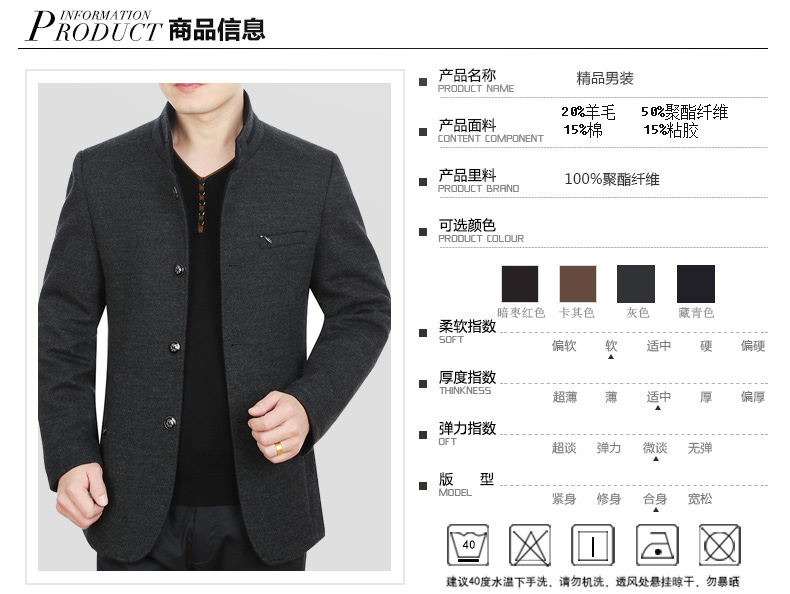 INFORMATION
PRODUCT 商品信息
产品名称 精品男装
PRODUCT NAME
产品面料 20%羊毛 50%聚酯纤维
CONTENT COMPONENT 15%棉 15%粘胶
产品里料 100%聚酯纤维
PRODUCT BRAND
可选颜色
PRODUCT COLOUR
暗枣红色 卡其色 灰色 藏青色
柔软指数
SOFT
偏软 软 适中 硬 偏硬
厚度指数
THINKNESS
超薄 薄 适中 厚 偏厚
弹力指数
OFT
超谈 弹力 微谈 无弹
版 型
MODEL
紧身 修身 合身 宽松
40
建议40度水温下手洗，请勿机洗，透风处悬挂晾干，勿暴晒